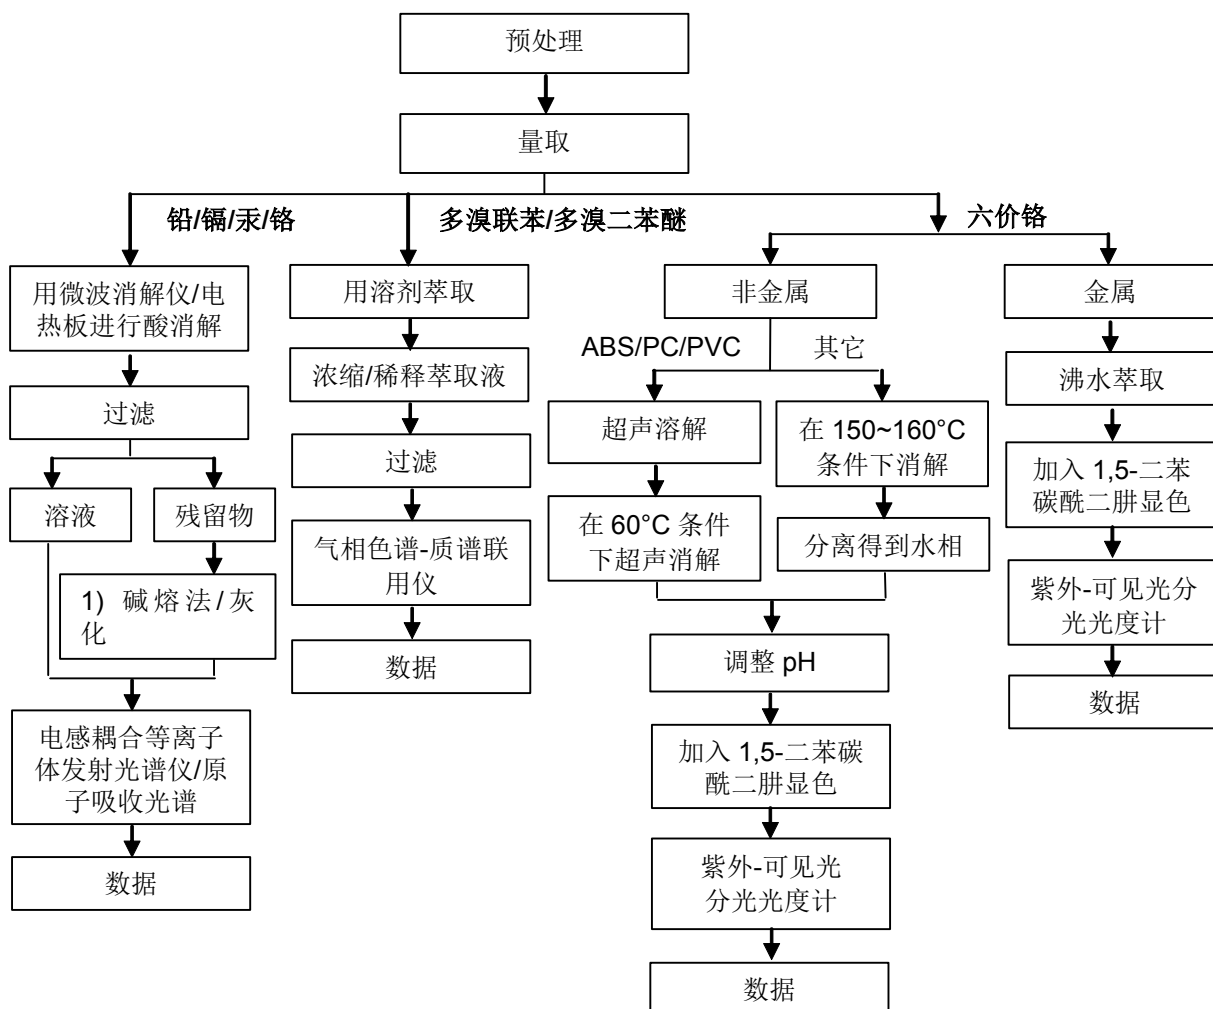 预处理
量取
铅/镉/汞/铬
多溴联苯/多溴二苯醚
六价铬
用微波消解仪/电
热板进行酸消解
过滤
溶液
残留物
1) 碱熔法/灰
化
电感耦合等离子
体发射光谱仪/原
子吸收光谱
数据
用溶剂萃取
浓缩/稀释萃取液
过滤
气相色谱-质谱联
用仪
数据
非金属
ABS/PC/PVC
其它
超声溶解
在 60°C 条件
下超声消解
在 150~160°C
条件下消解
分离得到水相
调整 pH
加入 1,5-二苯碳
酰二肼显色
紫外-可见光
分光光度计
数据
金属
沸水萃取
加入 1,5-二苯
碳酰二肼显色
紫外-可见光分
光光度计
数据